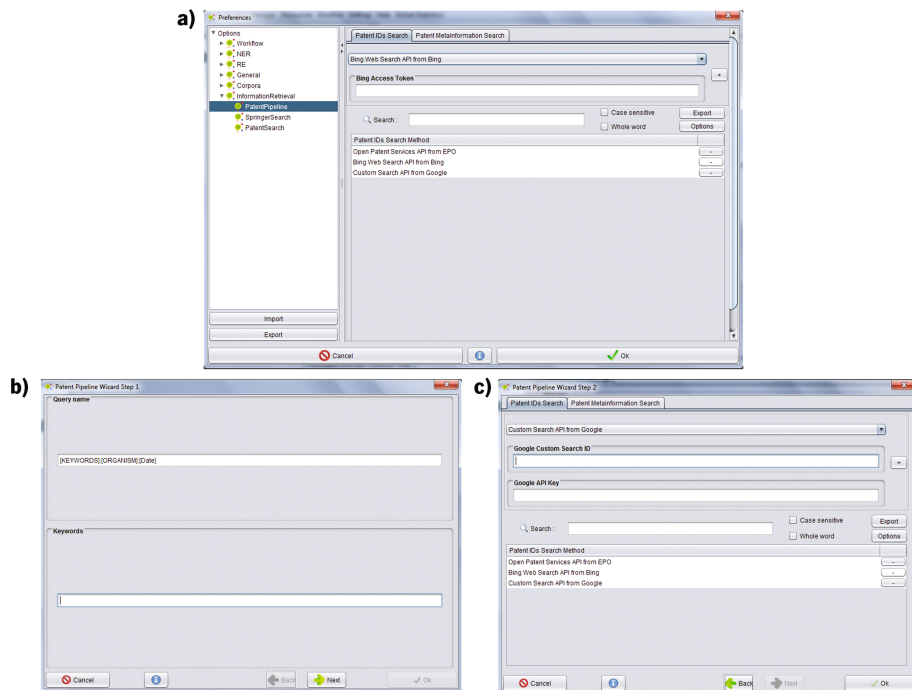 a)
Preferences
Options
Workflow
NER
RE
General
Corpora
InformationRetrieval
PatentPipeline
SpringerSearch
PatentSearch
Import
Export
Patent IDs Search Patent Metainformation Search
Bing Web Search API from Bing
Bing Access Token
+
Search :
Case sensitive
Whole word
Export
Options
Patent IDs Search Method
Open Patent Services API from EPO -
Bing Web Search API from Bing -
Custom Search API from Google -
Cancel
Ok
b)
Patent Pipeline Wizard Step 1
Query name
[KEYWORDS]:[ORGANISM]:[Date]
Keywords
Cancel
Back
Next
Ok
c)
Patent Pipeline Wizard Step 2
Patent IDs Search Patent Metainformation Search
Custom Search API from Google
Google Custom Search ID
+
Google API Key
Search :
Case sensitive
Whole word
Export
Options
Patent IDs Search Method
Open Patent Services API from EPO -
Bing Web Search API from Bing -
Custom Search API from Google -
Cancel
Back
Next
Ok